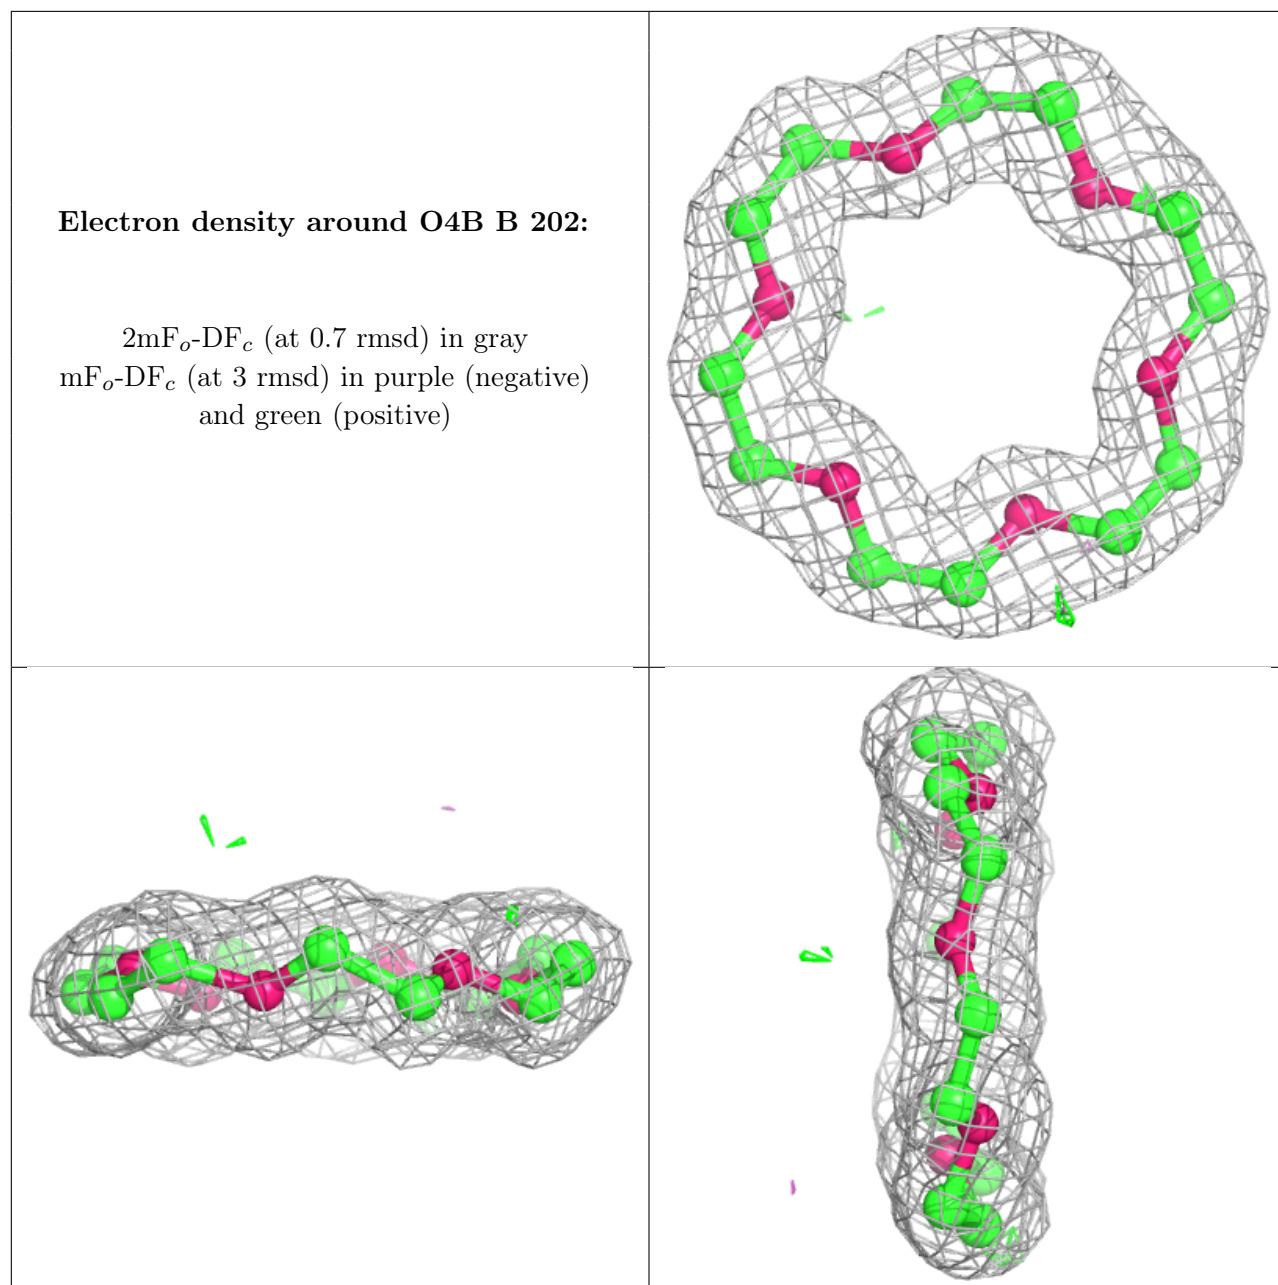 Electron density around O4B B 202:
2mFo-DFc (at 0.7 rmsd) in gray
mFo-DFc (at 3 rmsd) in purple (negative)
and green (positive)